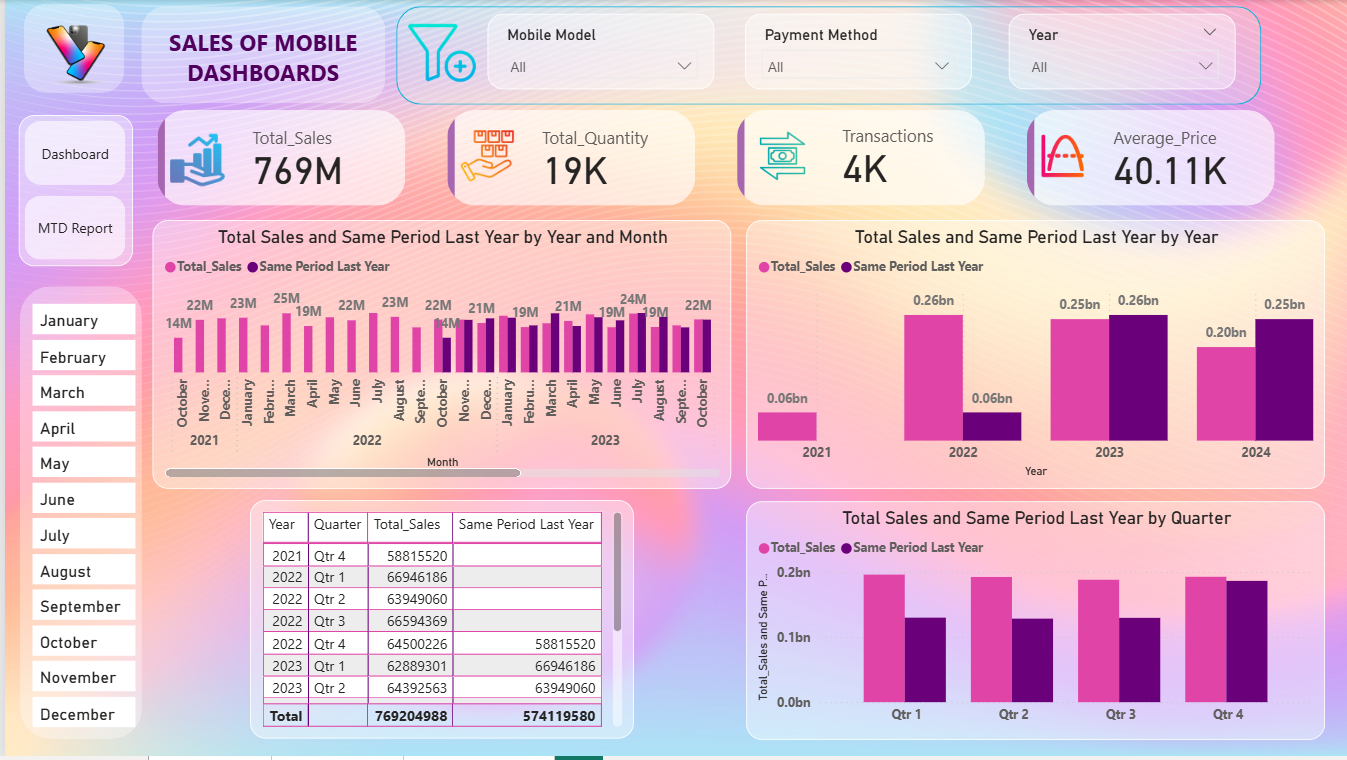 SALES OF MOBILE
DASHBOARDS
Mobile Model
All
Payment Method
All
Year
All
Dashboard
MTD Report
Total_Sales
769M
Total_Quantity
19K
Transactions
4K
Average_Price
40.11K
January
February
March
April
May
June
July
August
September
October
November
December
Total Sales and Same Period Last Year by Year and Month
Total_Sales Same Period Last Year
14M 22M 23M 25M 19M 22M 23M 22M 14M 21M 19M 21M 19M 24M 19M 22M
October Nove... Dece... January Febru... March April May June July August Septe... October Nove... Dece... January Febru... March April May June July August Septe... October
2021 2022 2023
Month
Total Sales and Same Period Last Year by Year
Total_Sales Same Period Last Year
0.06bn 0.26bn 0.06bn 0.25bn 0.26bn 0.20bn 0.25bn
2021 2022 2023 2024
Year
Year Quarter Total_Sales Same Period Last Year
2021 Qtr 4 58815520
2022 Qtr 1 66946186
2022 Qtr 2 63949060
2022 Qtr 3 66594369
2022 Qtr 4 64500226 58815520
2023 Qtr 1 62889301 66946186
2023 Qtr 2 64392563 63949060
Total 769204988 574119580
Total Sales and Same Period Last Year by Quarter
Total_Sales Same Period Last Year
Total_Sales and Same P...
0.2bn
0.1bn
0.0bn
Qtr 1 Qtr 2 Qtr 3 Qtr 4